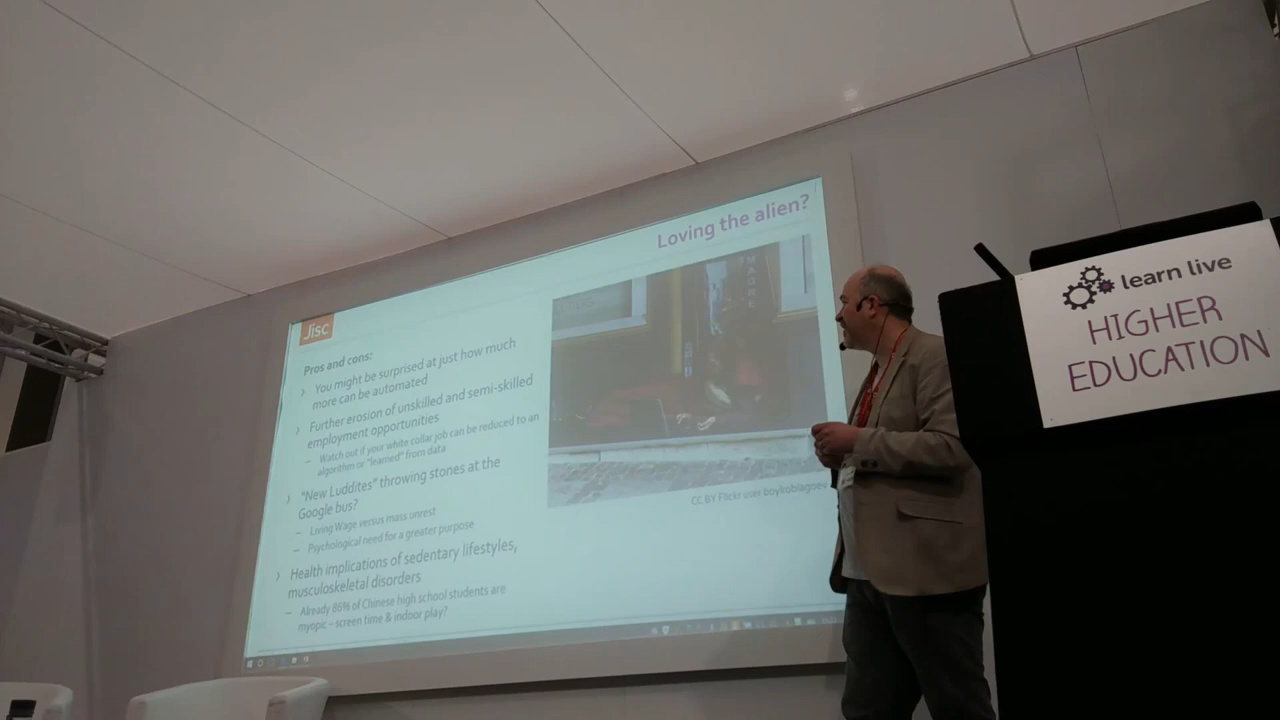 Loving the alien?
Jisc
Pros and cons:
› You might be surprised at just how much
more can be automated
› Further erosion of unskilled and semi-skilled
employment opportunities
– Watch out if your white collar job can be reduced to an
algorithm or "learned" from data
› "New Luddites" throwing stones at the
Google bus?
– Living Wage versus mass unrest
– Psychological need for a greater purpose
› Health implications of sedentary lifestyles,
musculoskeletal disorders
– Already 86% of Chinese high school students are
myopic – screen time & indoor play?
CC BY Flickr user boykoblagoev
learn live
HIGHER
EDUCATION